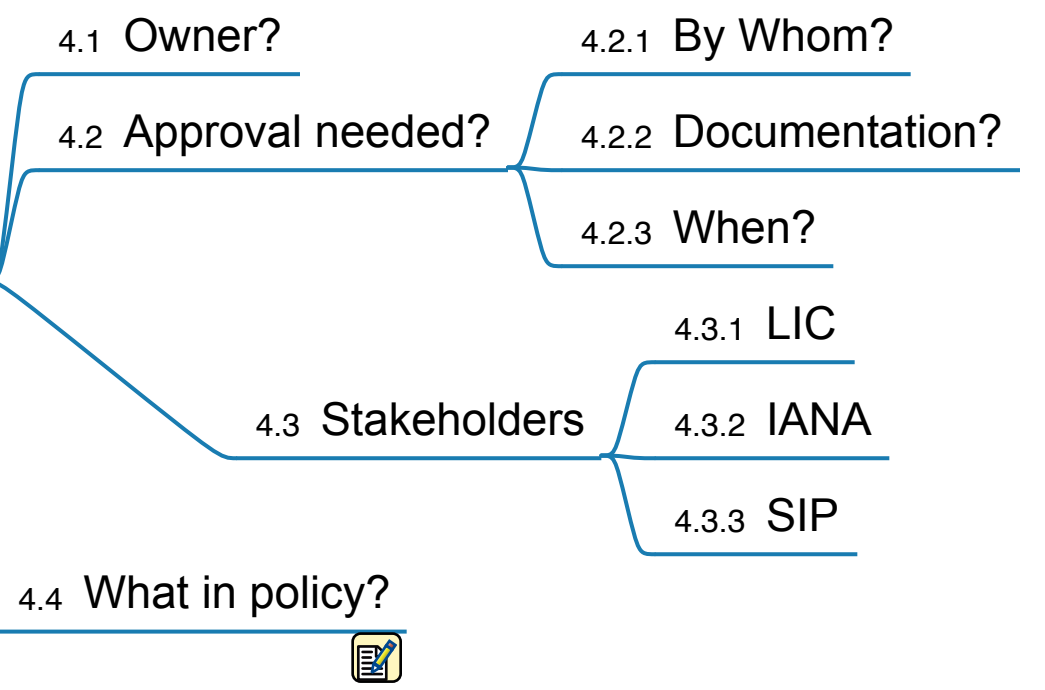 4.1 Owner?
4.2 Approval needed?
4.2.1 By Whom?
4.2.2 Documentation?
4.2.3 When?
4.3 Stakeholders
4.3.1 LIC
4.3.2 IANA
4.3.3 SIP
4.4 What in policy?